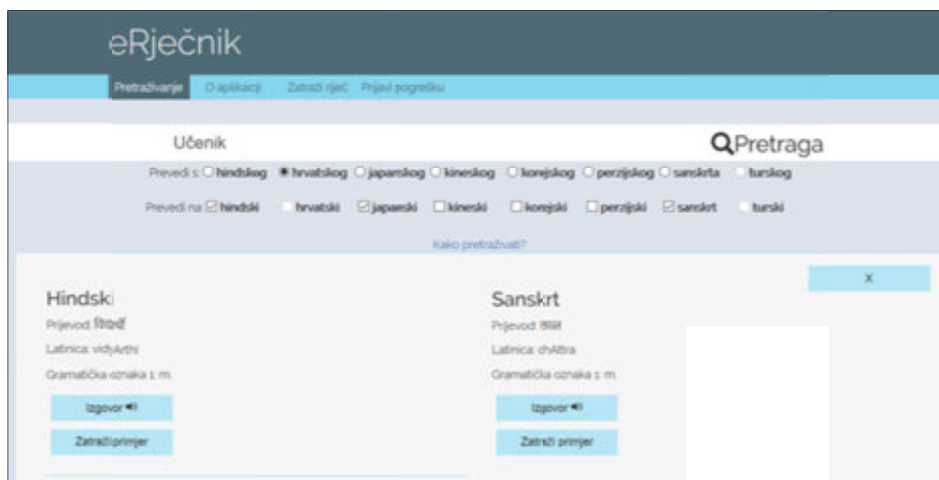 eRječnik
Pretraživanje O aplikaciji Zatraži riječ Prijavi pogrešku
Učenik Pretraga
Prevedi s: hindskog hrvatskog japanskog kineskog korejskog perzijskog sanskrta turskog
Prevedi na: hindski hrvatski japanski kineski korejski perzijski sanskrt turski
Kako pretraživati?
X
Hindski Sanskrt
Prijevod: Prijevod:
Latinica: vidyArthi Latinica: chAttra
Gramatička oznaka 1: m. Gramatička oznaka 1: m.
Izgovor Izgovor
Zatraži primjer Zatraži primjer